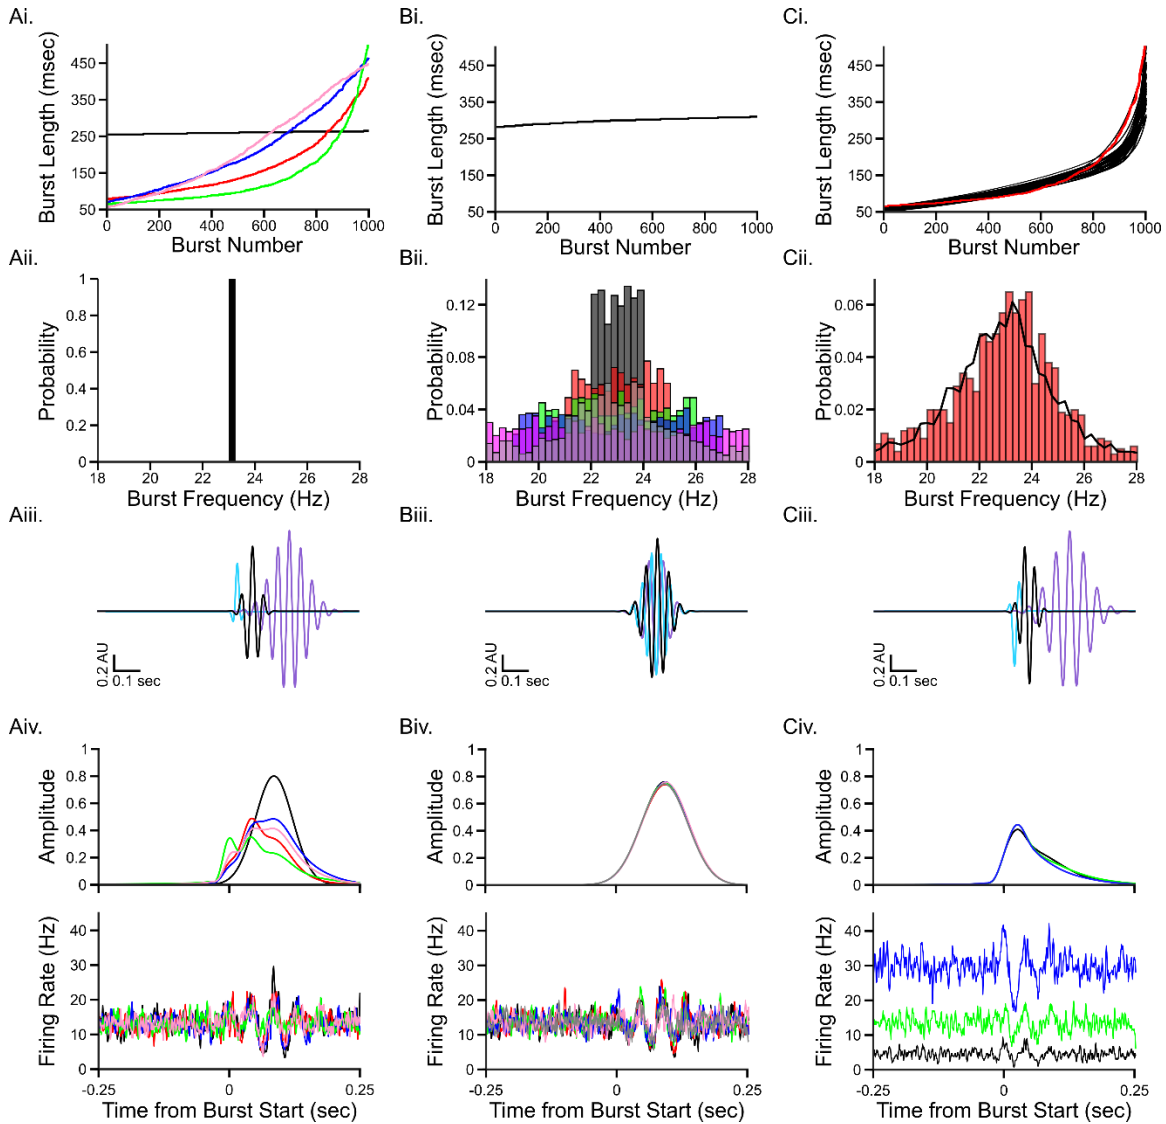 Ai.
Bi.
Ci.
Burst Length (msec)
450
350
250
150
50
0
200
400
600
800
1000
Burst Number
Burst Length (msec)
450
350
250
150
50
0
200
400
600
800
1000
Burst Number
Burst Length (msec)
450
350
250
150
50
0
200
400
600
800
1000
Burst Number
Aii.
Bii.
Cii.
Probability
1
0.8
0.6
0.4
0.2
0
18
20
22
24
26
28
Burst Frequency (Hz)
Probability
0.12
0.08
0.04
0
18
20
22
24
26
28
Burst Frequency (Hz)
Probability
0.06
0.04
0.02
0
18
20
22
24
26
28
Burst Frequency (Hz)
Aiii.
Biii.
Ciii.
0.2 AU
0.1 sec
0.2 AU
0.1 sec
0.2 AU
0.1 sec
Aiv.
Biv.
Civ.
Amplitude
1
0.8
0.6
0.4
0.2
0
Amplitude
1
0.8
0.6
0.4
0.2
0
Amplitude
1
0.8
0.6
0.4
0.2
0
0
0.25
0
0.25
0
0.25
Firing Rate (Hz)
40
30
20
10
0
-0.25
0
0.25
Time from Burst Start (sec)
Firing Rate (Hz)
40
30
20
10
0
-0.25
0
0.25
Time from Burst Start (sec)
Firing Rate (Hz)
40
30
20
10
0
-0.25
0
0.25
Time from Burst Start (sec)